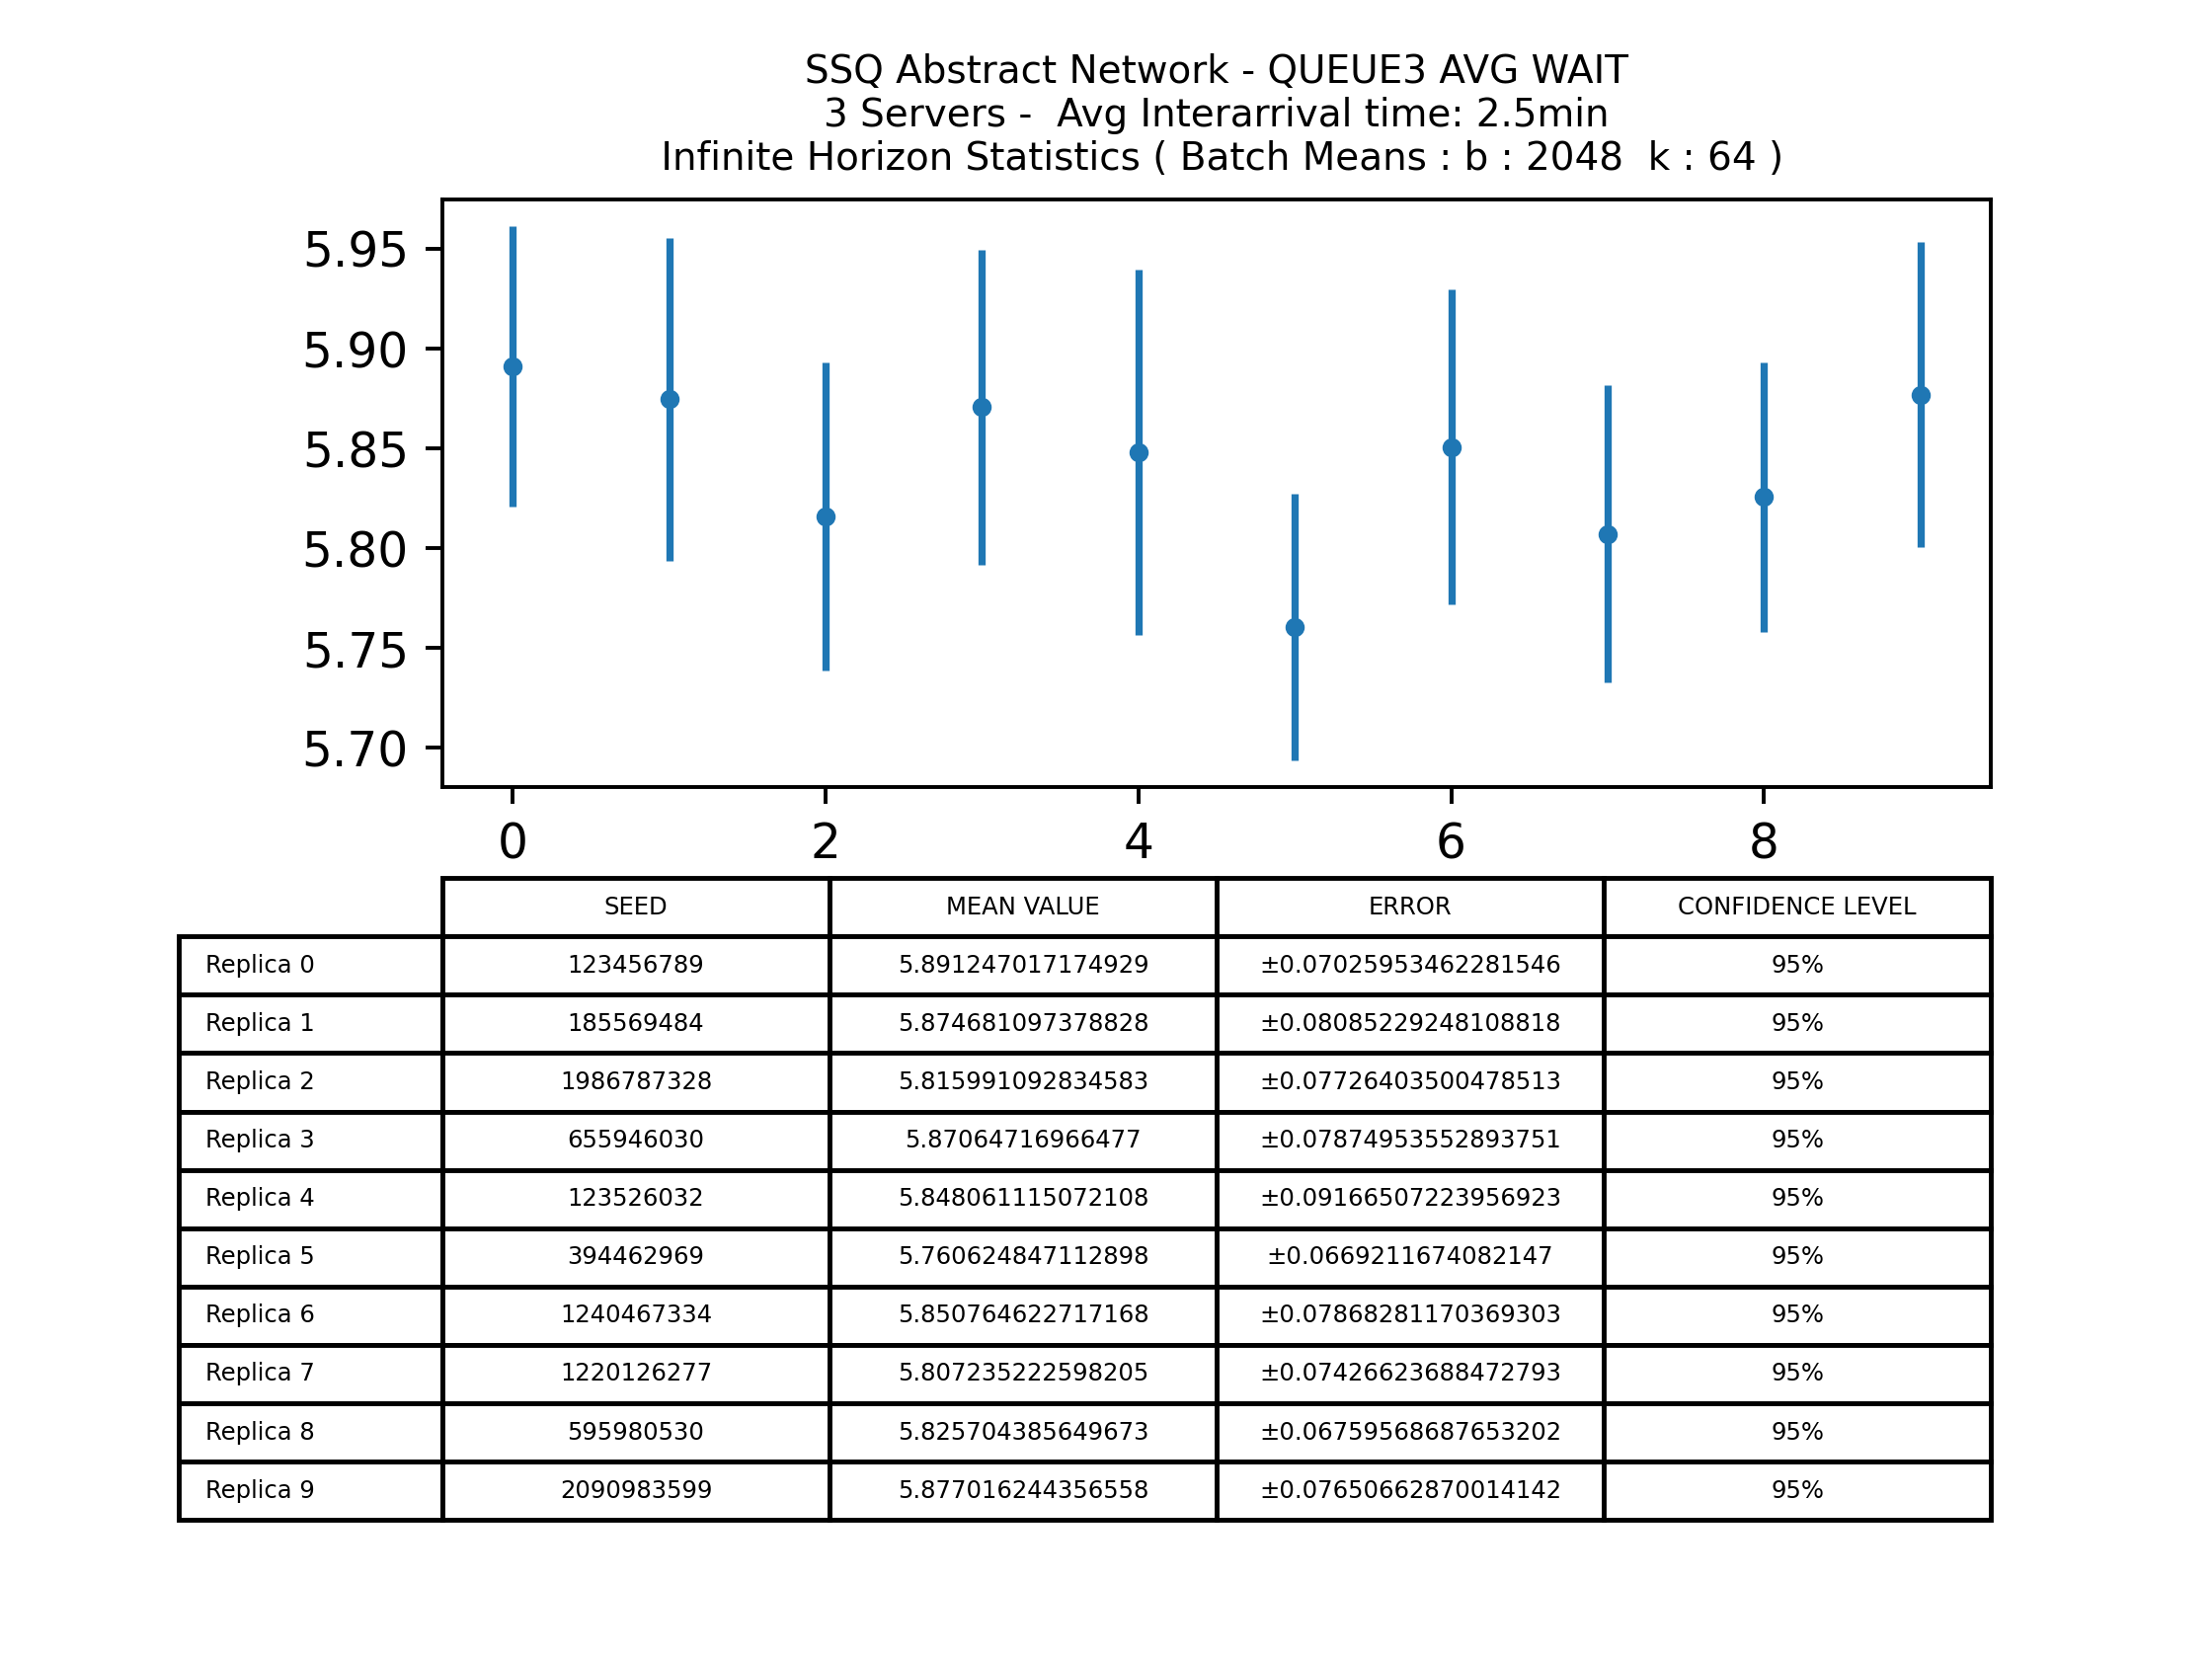 SSQ Abstract Network - QUEUE3 AVG WAIT
3 Servers -  Avg Interarrival time: 2.5min
Infinite Horizon Statistics ( Batch Means : b : 2048  k : 64 )
5.95
5.90
5.85
5.80
5.75
5.70
0 2 4 6 8
SEED MEAN VALUE ERROR CONFIDENCE LEVEL
Replica 0 123456789 5.891247017174929 ±0.07025953462281546 95%
Replica 1 185569484 5.874681097378828 ±0.08085229248108818 95%
Replica 2 1986787328 5.815991092834583 ±0.07726403500478513 95%
Replica 3 655946030 5.87064716966477 ±0.07874953552893751 95%
Replica 4 123526032 5.848061115072108 ±0.09166507223956923 95%
Replica 5 394462969 5.760624847112898 ±0.0669211674082147 95%
Replica 6 1240467334 5.850764622717168 ±0.07868281170369303 95%
Replica 7 1220126277 5.807235222598205 ±0.07426623688472793 95%
Replica 8 595980530 5.825704385649673 ±0.06759568687653202 95%
Replica 9 2090983599 5.877016244356558 ±0.07650662870014142 95%